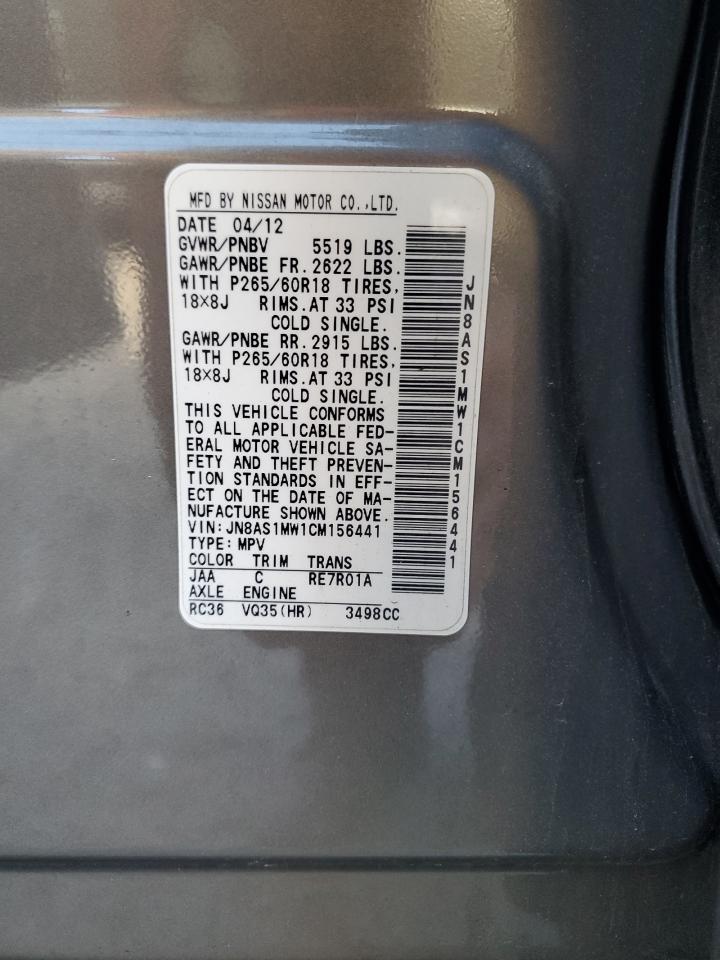 MFD BY NISSAN MOTOR CO.,LTD.
DATE 04/12
GVWR/PNBV 5519 LBS.
GAWR/PNBE FR.2622 LBS.
WITH P265/60R18 TIRES,
18×8J RIMS.AT 33 PSI
COLD SINGLE.
GAWR/PNBE RR.2915 LBS.
WITH P265/60R18 TIRES,
18×8J RIMS.AT 33 PSI
COLD SINGLE.
THIS VEHICLE CONFORMS
TO ALL APPLICABLE FED-
ERAL MOTOR VEHICLE SA-
FETY AND THEFT PREVEN-
TION STANDARDS IN EFF-
ECT ON THE DATE OF MA-
NUFACTURE SHOWN ABOVE.
VIN:JN8AS1MW1CM156441
TYPE:MPV
COLOR TRIM TRANS
JAA C RE7R01A
AXLE ENGINE
RC36 VQ35(HR) 3498CC
JN8AS1MW1CM156441